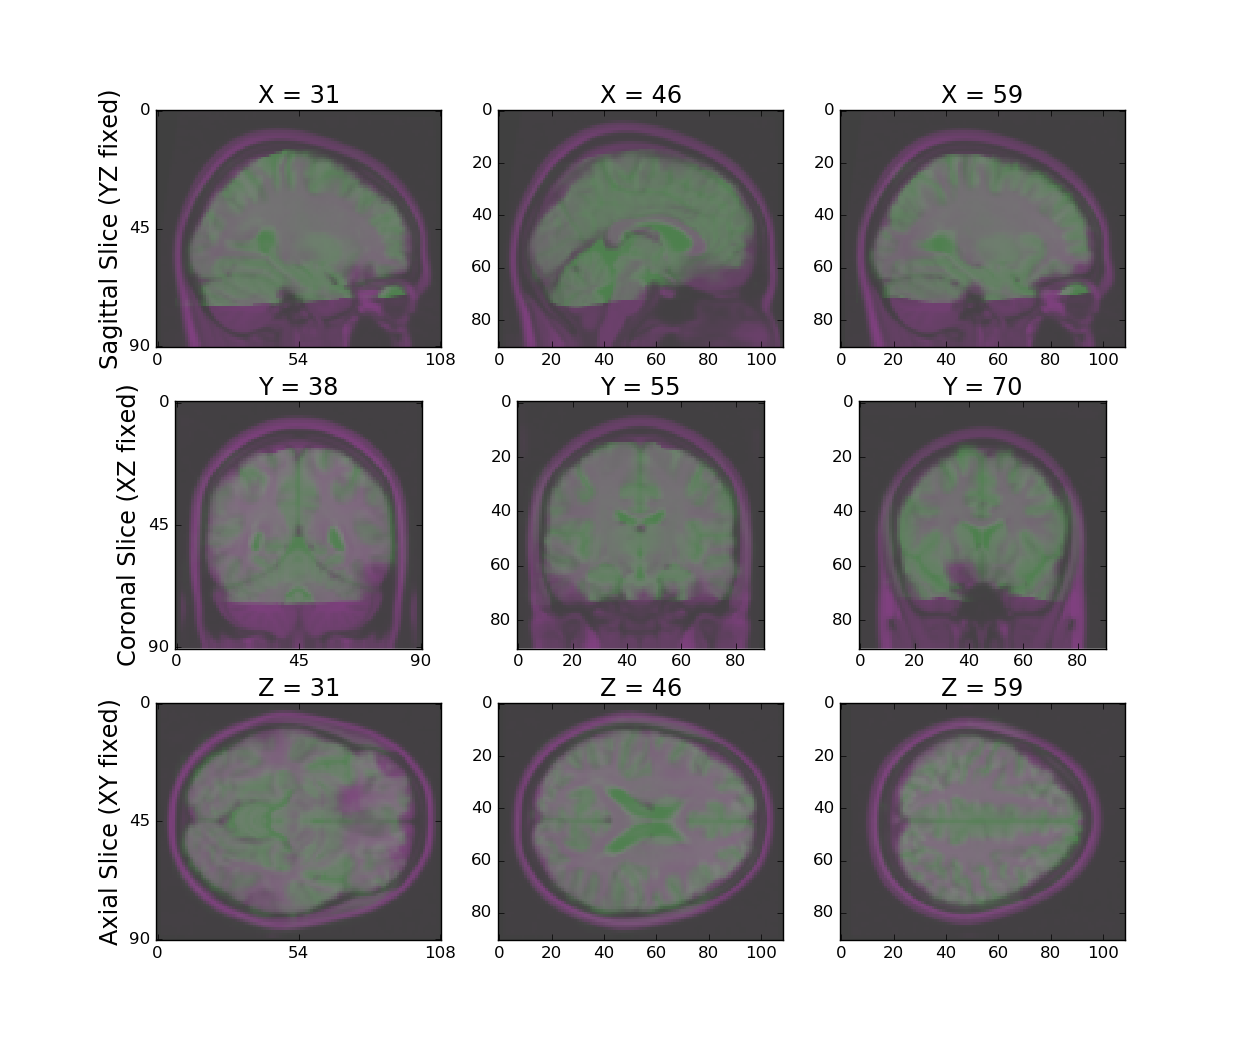 X = 31 X = 46 X = 59
Sagittal Slice (YZ fixed)
0 45 90
0 54 108
0 20 40 60 80
0 20 40 60 80 100
0 20 40 60 80
0 20 40 60 80 100
Y = 38 Y = 55 Y = 70
Coronal Slice (XZ fixed)
0 45 90
0 45 90
0 20 40 60 80
0 20 40 60 80
0 20 40 60 80
0 20 40 60 80
Z = 31 Z = 46 Z = 59
Axial Slice (XY fixed)
0 45 90
0 54 108
0 20 40 60 80
0 20 40 60 80 100
0 20 40 60 80
0 20 40 60 80 100